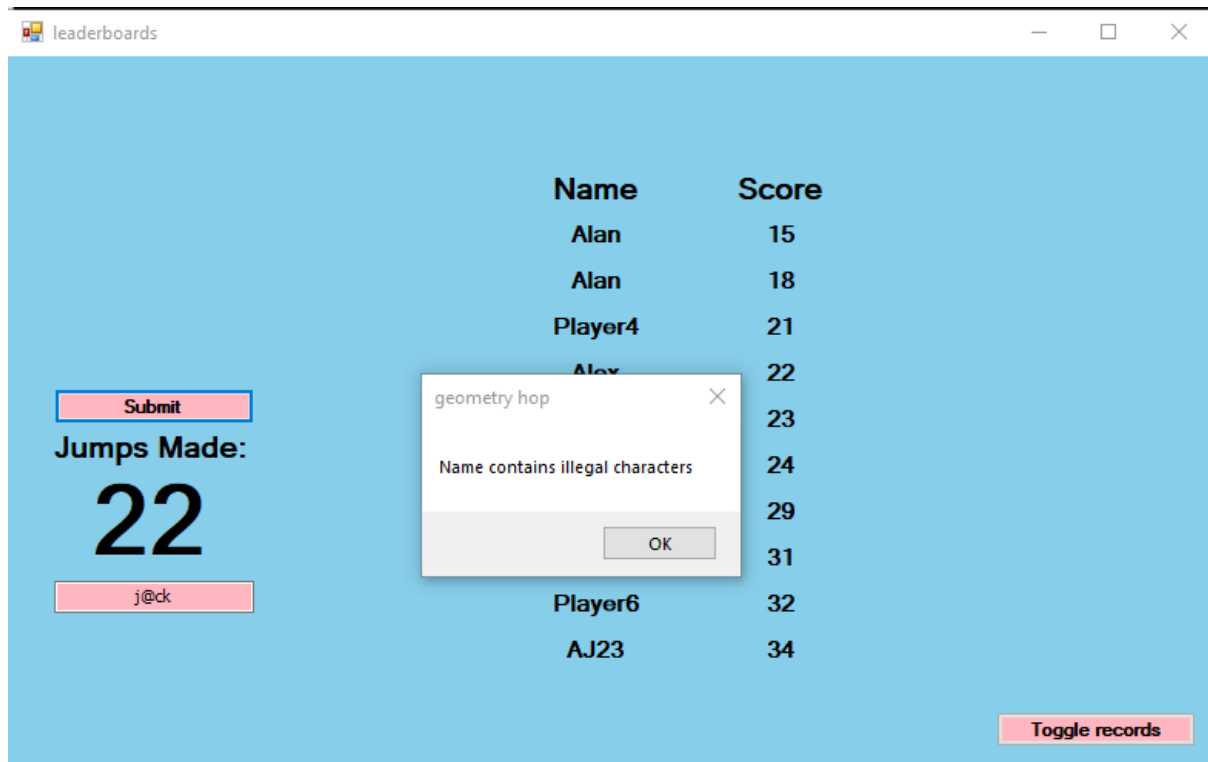 leaderboards
Name Score
Alan 15
Alan 18
Player4 21
Alex 22
23
24
29
31
Player6 32
AJ23 34
Submit
Jumps Made:
22
j@ck
geometry hop
Name contains illegal characters
OK
Toggle records